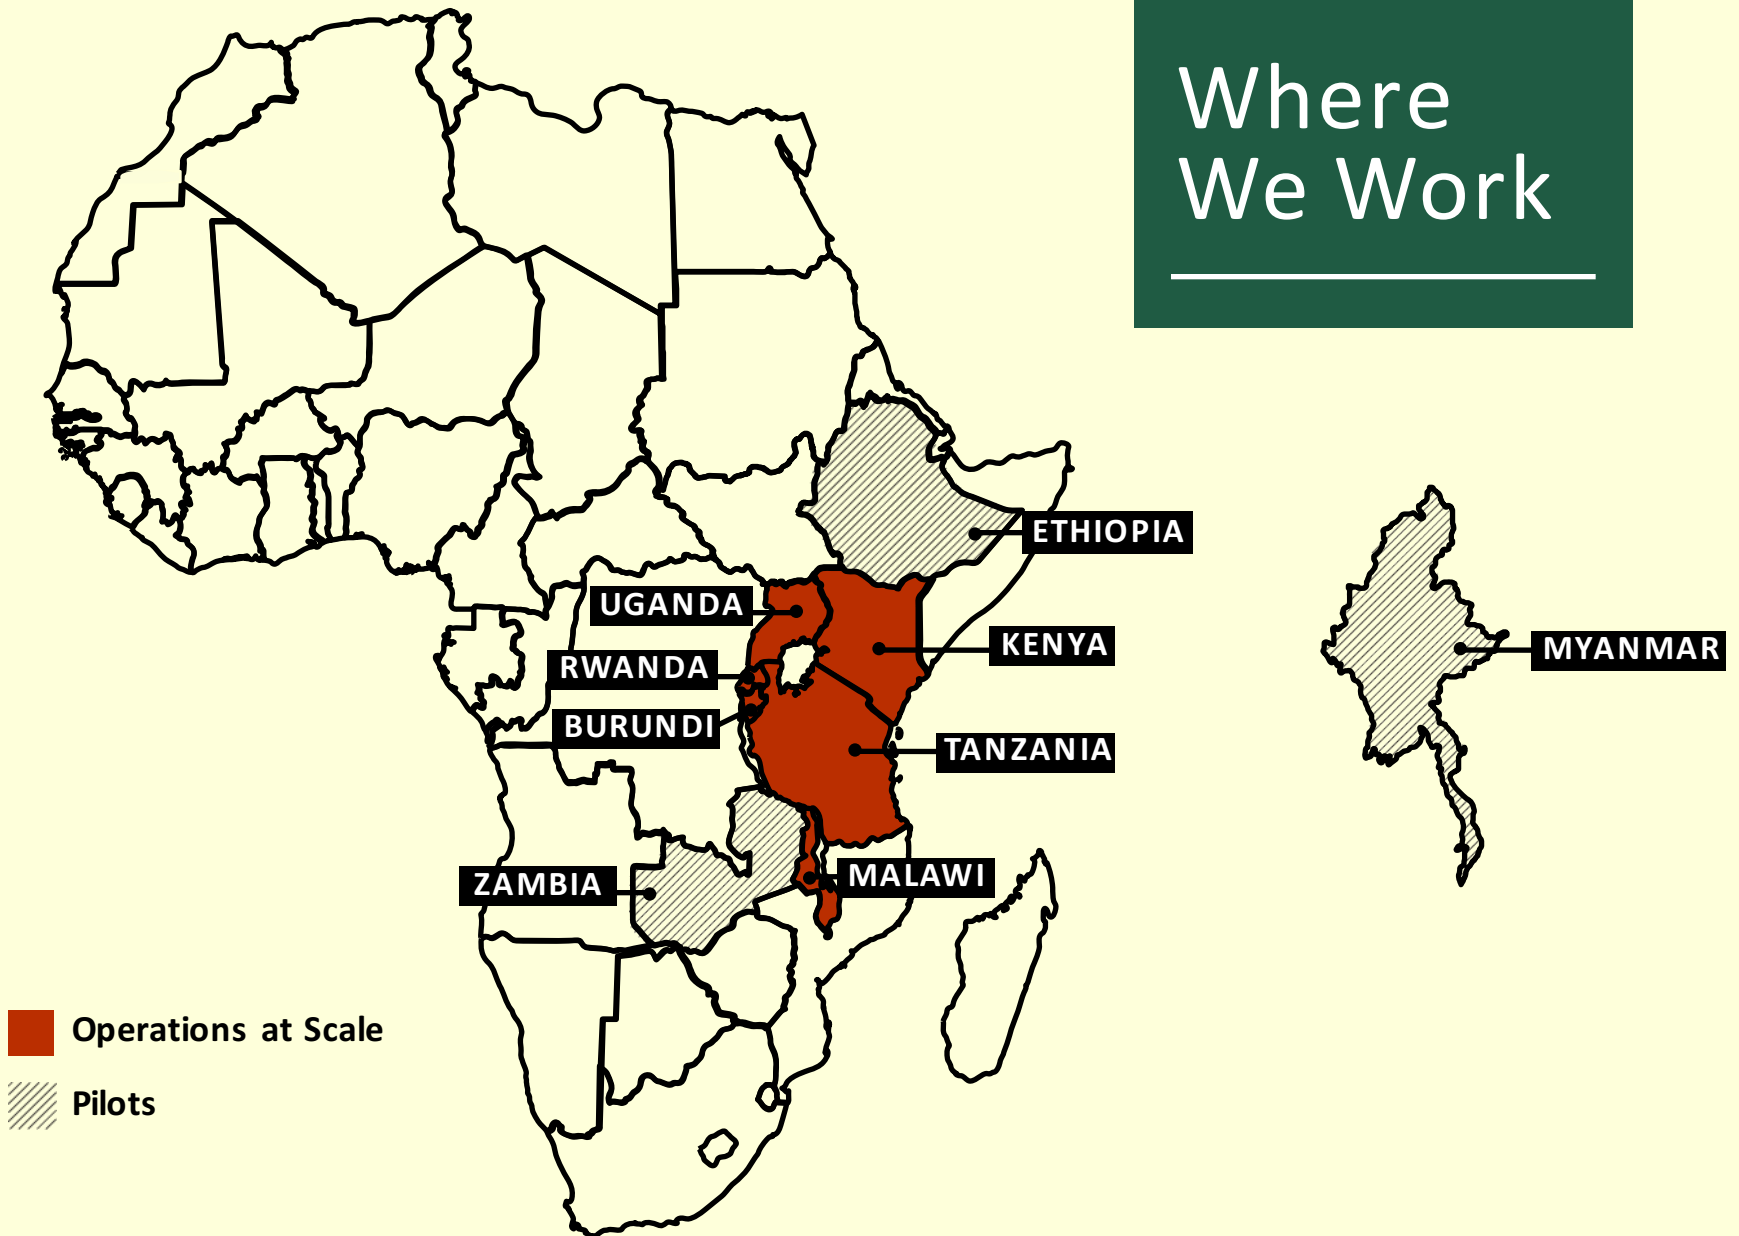 Where
We Work
ETHIOPIA
UGANDA
KENYA
MYANMAR
RWANDA
BURUNDI
TANZANIA
ZAMBIA
MALAWI
Operations at Scale
Pilots